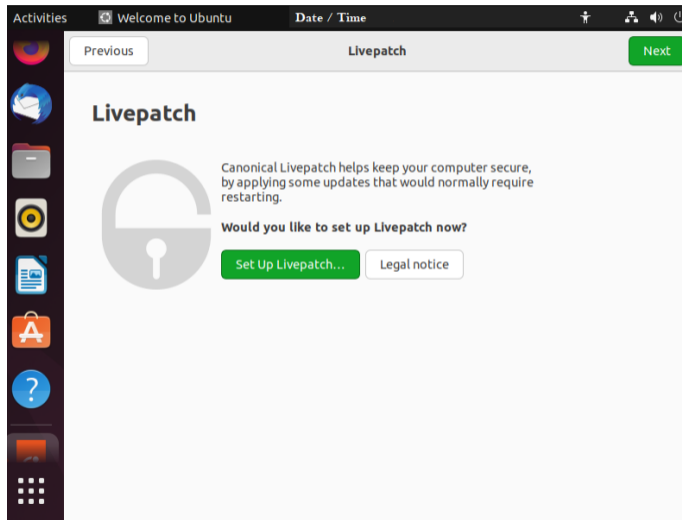 Activities Welcome to Ubuntu Date / Time
Previous Livepatch Next
Livepatch
Canonical Livepatch helps keep your computer secure,
by applying some updates that would normally require
restarting.
Would you like to set up Livepatch now?
Set Up Livepatch... Legal notice